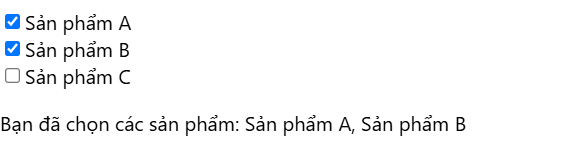 Sản phẩm A
Sản phẩm B
Sản phẩm C
Bạn đã chọn các sản phẩm: Sản phẩm A, Sản phẩm B